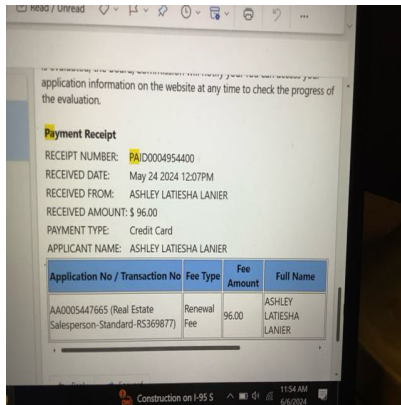 Read / Unread
application information on the website at any time to check the progress of
the evaluation.
Payment Receipt
RECEIPT NUMBER: PAID0004954400
RECEIVED DATE: May 24 2024 12:07PM
RECEIVED FROM: ASHLEY LATIESHA LANIER
RECEIVED AMOUNT: $ 96.00
PAYMENT TYPE: Credit Card
APPLICANT NAME: ASHLEY LATIESHA LANIER
Application No / Transaction No Fee Type Fee Amount Full Name
AA0005447665 (Real Estate Salesperson-Standard-RS369877) Renewal Fee 96.00 ASHLEY LATIESHA LANIER
Construction on I-95 S
11:54 AM
6/6/2024